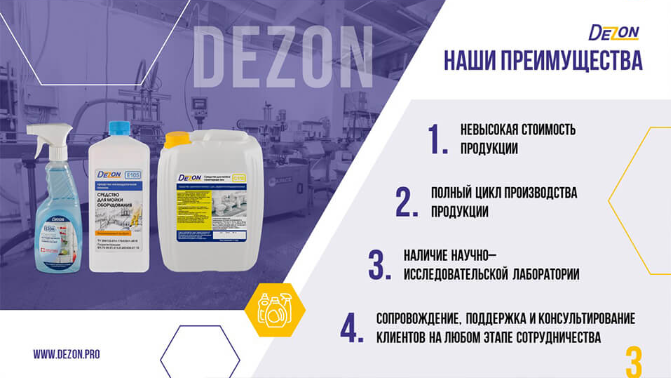 DEZON
DEZON
НАШИ ПРЕИМУЩЕСТВА
1.
НЕВЫСОКАЯ СТОИМОСТЬ
ПРОДУКЦИИ
2.
ПОЛНЫЙ ЦИКЛ ПРОИЗВОДСТВА
ПРОДУКЦИИ
3.
НАЛИЧИЕ НАУЧНО–
ИССЛЕДОВАТЕЛЬСКОЙ ЛАБОРАТОРИИ
4.
СОПРОВОЖДЕНИЕ, ПОДДЕРЖКА И КОНСУЛЬТИРОВАНИЕ
КЛИЕНТОВ НА ЛЮБОМ ЭТАПЕ СОТРУДНИЧЕСТВА
DEZON
СРЕДСТВО
ДЛЯ МОЙКИ
ОБОРУДОВАНИЯ
DEZON
WWW.DEZON.PRO
3